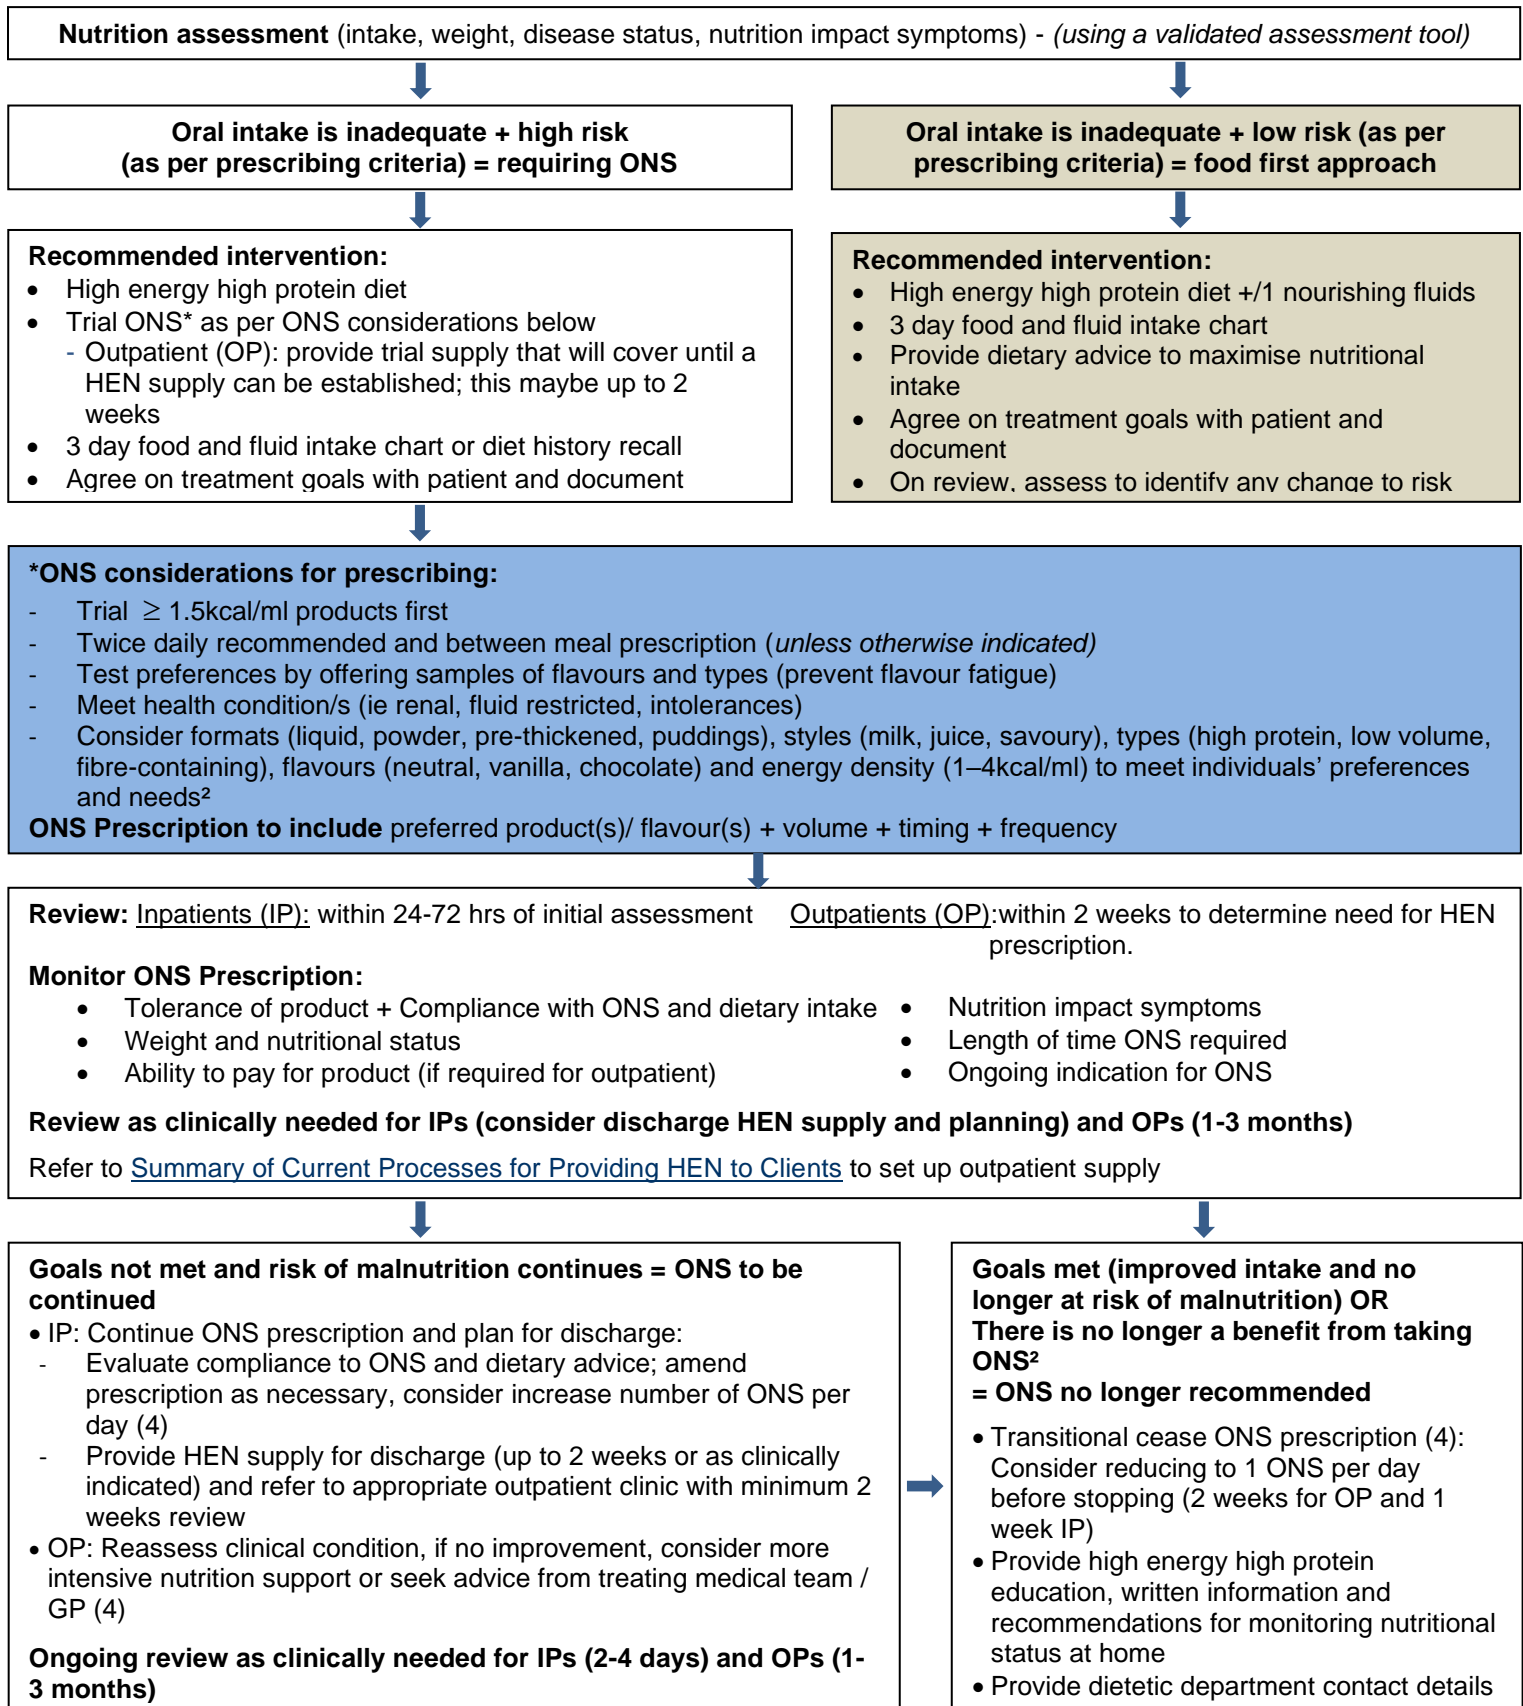 Nutrition assessment (intake, weight, disease status, nutrition impact symptoms) - (using a validated assessment tool)
Oral intake is inadequate + high risk
(as per prescribing criteria) = requiring ONS
Oral intake is inadequate + low risk (as per
prescribing criteria) = food first approach
Recommended intervention:
• High energy high protein diet
• Trial ONS* as per ONS considerations below
- Outpatient (OP): provide trial supply that will cover until a
HEN supply can be established; this maybe up to 2
weeks
• 3 day food and fluid intake chart or diet history recall
• Agree on treatment goals with patient and document
Recommended intervention:
• High energy high protein diet +/1 nourishing fluids
• 3 day food and fluid intake chart
• Provide dietary advice to maximise nutritional
intake
• Agree on treatment goals with patient and
document
• On review, assess to identify any change to risk
*ONS considerations for prescribing:
- Trial ≥ 1.5kcal/ml products first
- Twice daily recommended and between meal prescription (unless otherwise indicated)
- Test preferences by offering samples of flavours and types (prevent flavour fatigue)
- Meet health condition/s (ie renal, fluid restricted, intolerances)
- Consider formats (liquid, powder, pre-thickened, puddings), styles (milk, juice, savoury), types (high protein, low volume,
fibre-containing), flavours (neutral, vanilla, chocolate) and energy density (1–4kcal/ml) to meet individuals’ preferences
and needs²
ONS Prescription to include preferred product(s)/ flavour(s) + volume + timing + frequency
Review: Inpatients (IP): within 24-72 hrs of initial assessment Outpatients (OP):within 2 weeks to determine need for HEN
prescription.
Monitor ONS Prescription:
• Tolerance of product + Compliance with ONS and dietary intake
• Weight and nutritional status
• Ability to pay for product (if required for outpatient)
• Nutrition impact symptoms
• Length of time ONS required
• Ongoing indication for ONS
Review as clinically needed for IPs (consider discharge HEN supply and planning) and OPs (1-3 months)
Refer to Summary of Current Processes for Providing HEN to Clients to set up outpatient supply
Goals not met and risk of malnutrition continues = ONS to be
continued
• IP: Continue ONS prescription and plan for discharge:
- Evaluate compliance to ONS and dietary advice; amend
prescription as necessary, consider increase number of ONS per
day (4)
- Provide HEN supply for discharge (up to 2 weeks or as clinically
indicated) and refer to appropriate outpatient clinic with minimum 2
weeks review
• OP: Reassess clinical condition, if no improvement, consider more
intensive nutrition support or seek advice from treating medical team /
GP (4)
Ongoing review as clinically needed for IPs (2-4 days) and OPs (1-
3 months)
Goals met (improved intake and no
longer at risk of malnutrition) OR
There is no longer a benefit from taking
ONS²
= ONS no longer recommended
• Transitional cease ONS prescription (4):
Consider reducing to 1 ONS per day
before stopping (2 weeks for OP and 1
week IP)
• Provide high energy high protein
education, written information and
recommendations for monitoring nutritional
status at home
• Provide dietetic department contact details